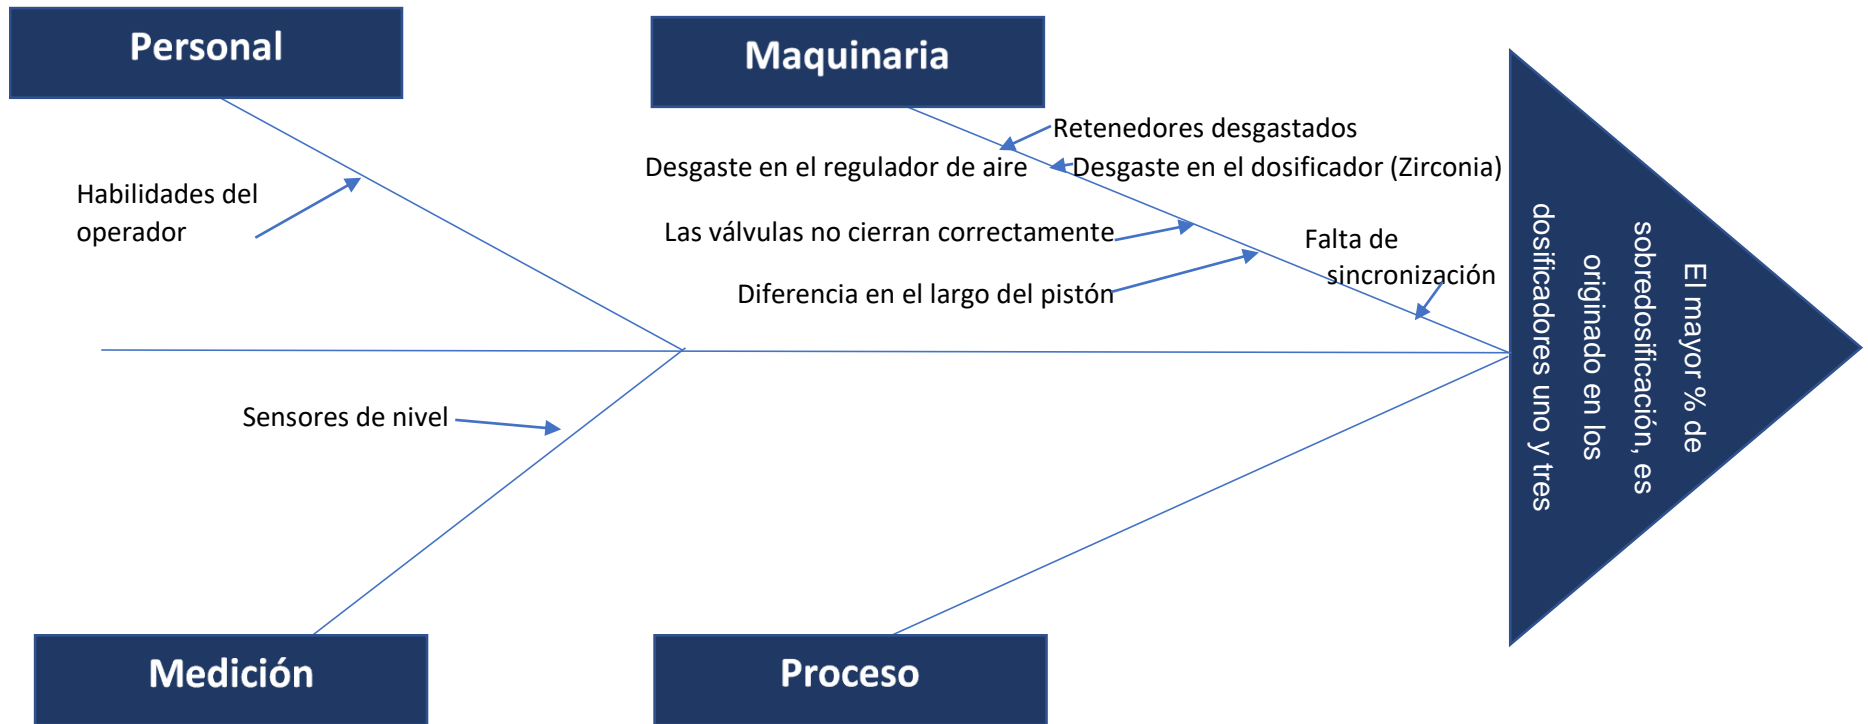 Personal
Maquinaria
Retenedores desgastados
Desgaste en el regulador de aire
Desgaste en el dosificador (Zirconia)
Habilidades del
operador
Las válvulas no cierran correctamente
Falta de
sincronización
Diferencia en el largo del pistón
El mayor % de
sobredosificación, es
originado en los
dosificadores uno y tres
Sensores de nivel
Medición
Proceso